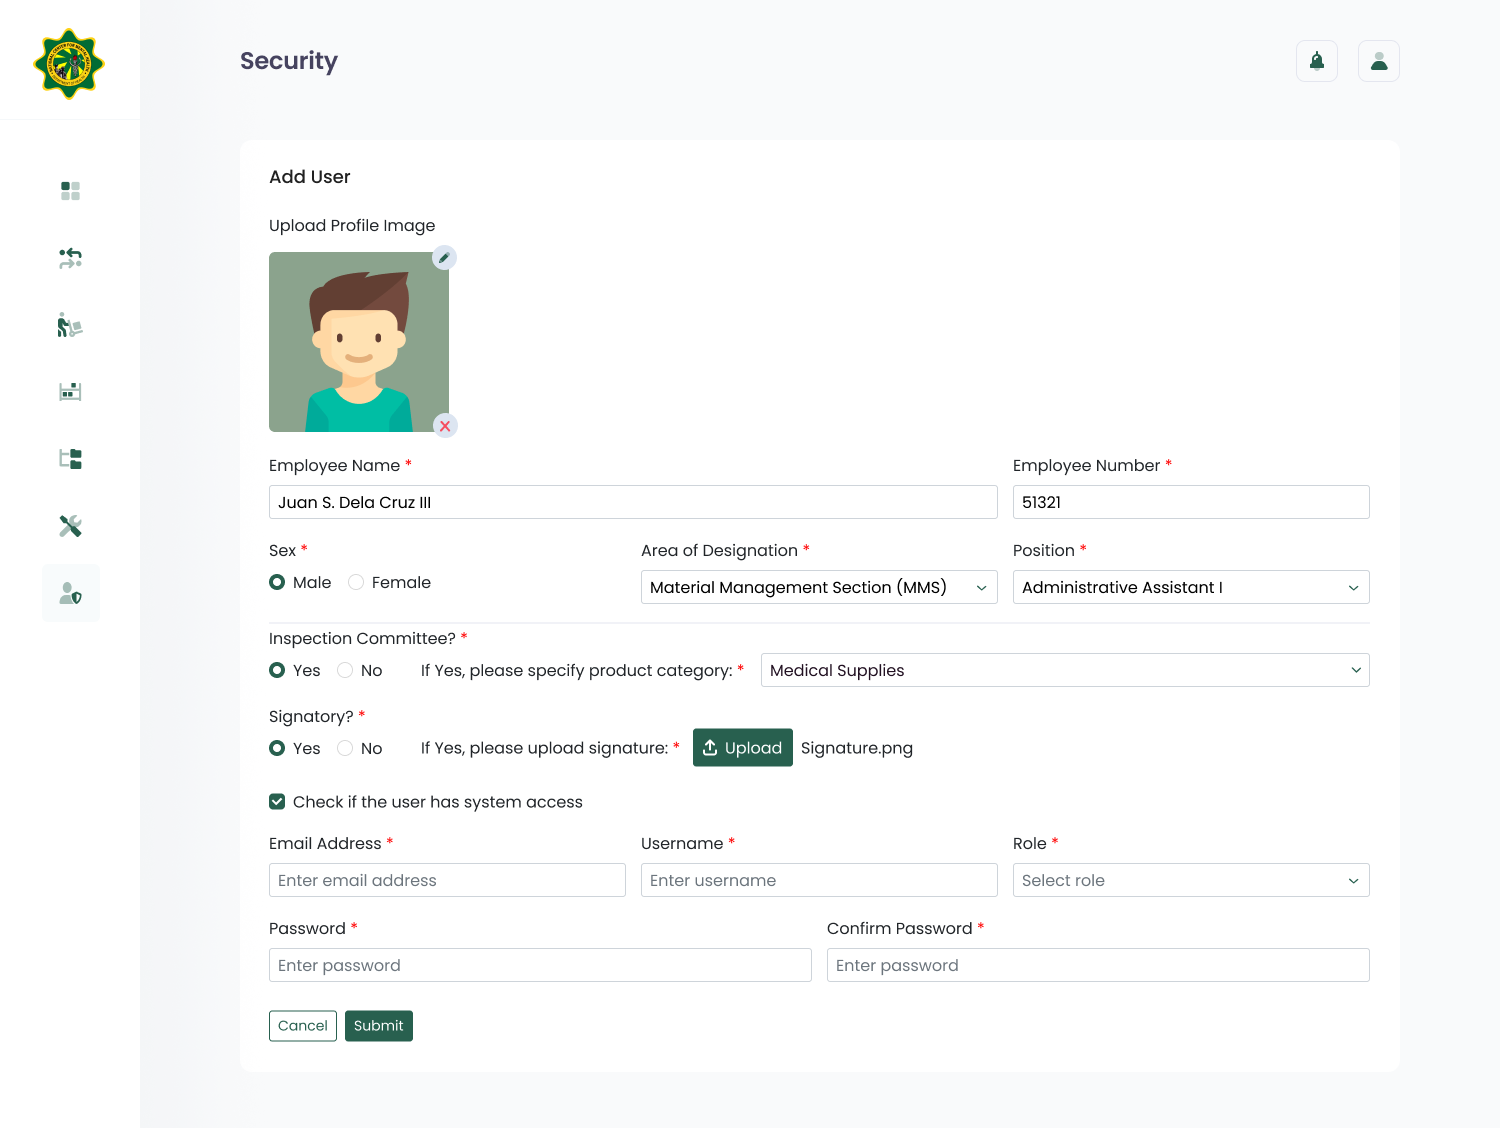 Security
Add User
Upload Profile Image
Employee Name *
Employee Number *
Juan S. Dela Cruz III
51321
Sex *
Area of Designation *
Position *
Male
Female
Material Management Section (MMS)
Administrative Assistant I
Inspection Committee? *
Yes
No
If Yes, please specify product category: *
Medical Supplies
Signatory? *
Yes
No
If Yes, please upload signature: *
Upload
Signature.png
Check if the user has system access
Email Address *
Username *
Role *
Enter email address
Enter username
Select role
Password *
Confirm Password *
Enter password
Enter password
Cancel
Submit